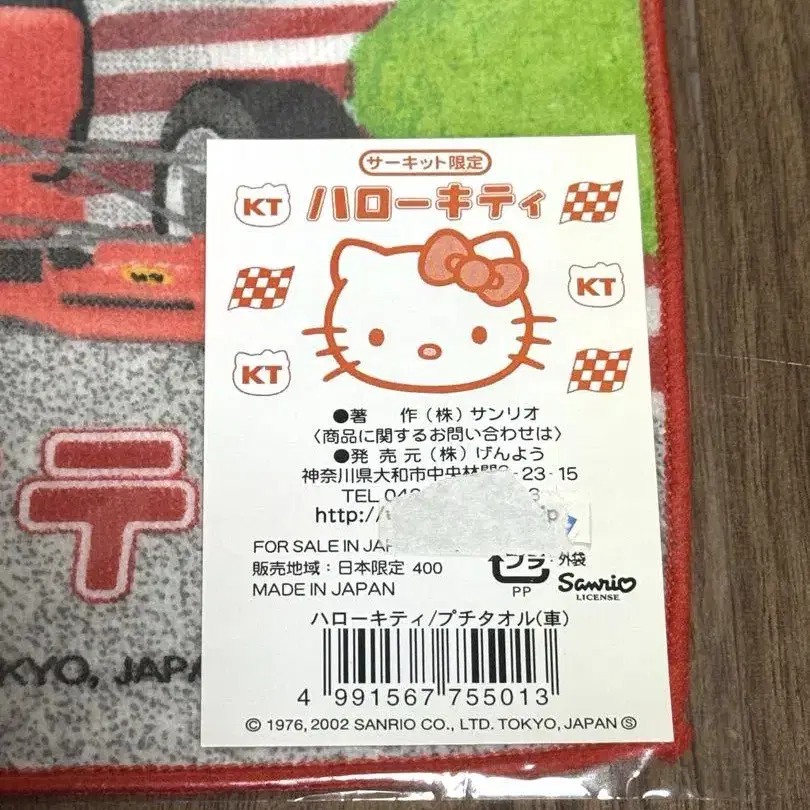 サーキット限定
KT ハローキティ
KT
KT
●著 作(株)サンリオ
〈商品に関するお問い合わせは〉
●発 売 元(株)げんよう
神奈川県大和市中央林間 - 23 - 15
TEL
http://
FOR SALE IN
販売地域:日本限定 400
MADE IN JAPAN
プラ 外袋
PP
Sanrio
LICENSE
ハローキティ/プチタオル(車)
4 991567 755013
© 1976, 2002 SANRIO CO., LTD. TOKYO, JAPAN Ⓢ
テ
KYO, JAPA